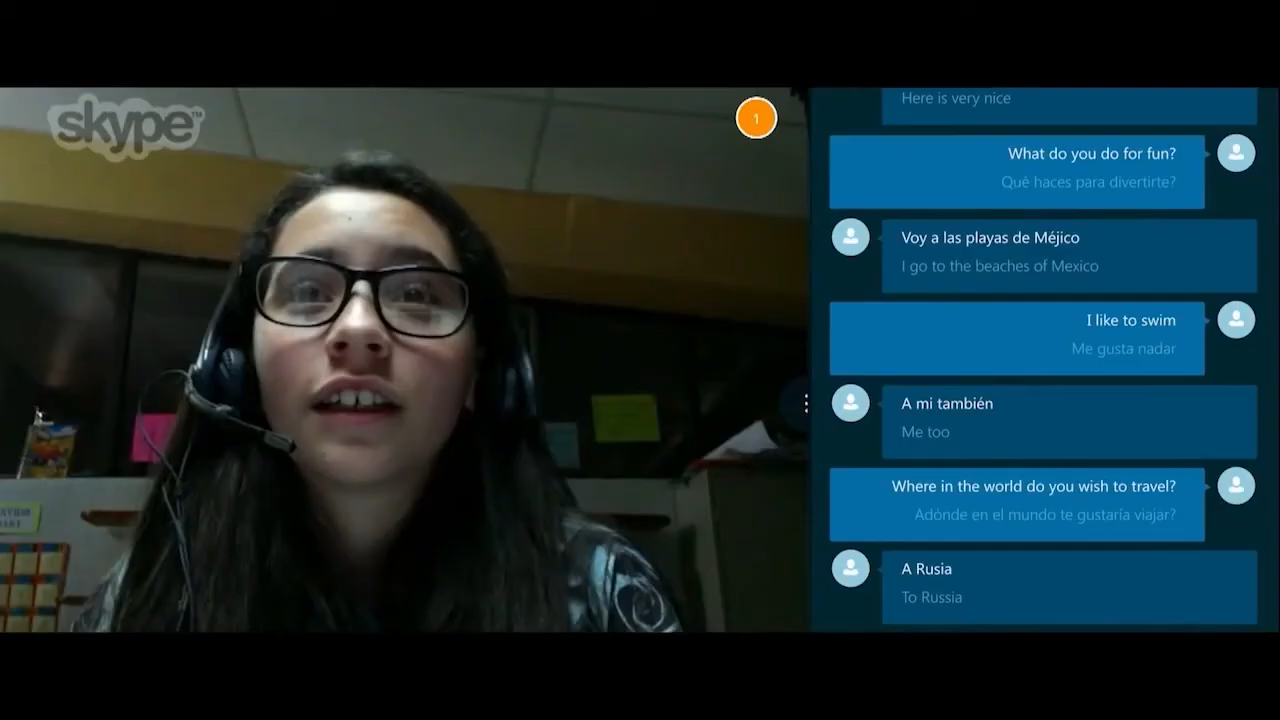 skype™
1
Here is very nice
What do you do for fun?
Qué haces para divertirte?
Voy a las playas de Méjico
I go to the beaches of Mexico
I like to swim
Me gusta nadar
A mi también
Me too
Where in the world do you wish to travel?
Adónde en el mundo te gustaría viajar?
A Rusia
To Russia